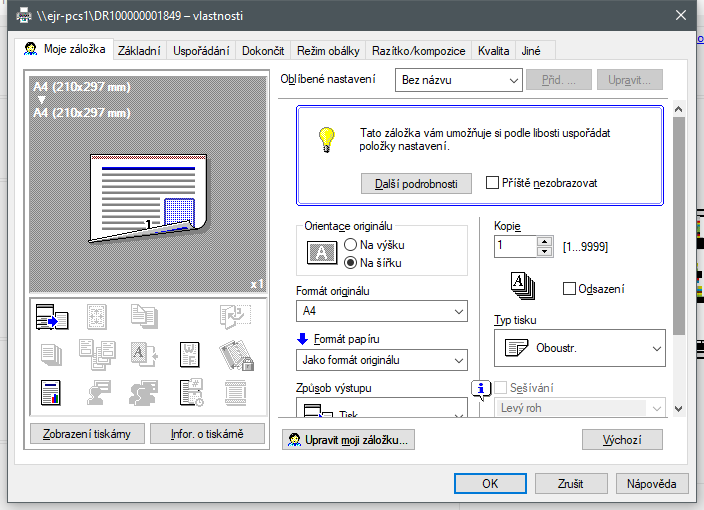 \\ejr-pcs1\DR100000001849 – vlastnosti
Moje záložka
Základní
Uspořádání
Dokončit
Režim obálky
Razítko/kompozice
Kvalita
Jiné
A4 (210x297 mm)
A4 (210x297 mm)
1
x1
Zobrazení tiskárny
Infor. o tiskárně
Oblíbené nastavení
Bez názvu
Přid. ...
Upravit...
Tato záložka vám umožňuje si podle libosti uspořádat
položky nastavení.
Další podrobnosti
Příště nezobrazovat
Orientace originálu
A
Na výšku
Na šířku
Formát originálu
A4
Formát papíru
Jako formát originálu
Způsob výstupu
Tisk
Kopie
1
[1...9999]
Odsazení
Typ tisku
Oboustr.
Sešívání
Levý roh
Upravit moji záložku...
Výchozí
OK
Zrušit
Nápověda